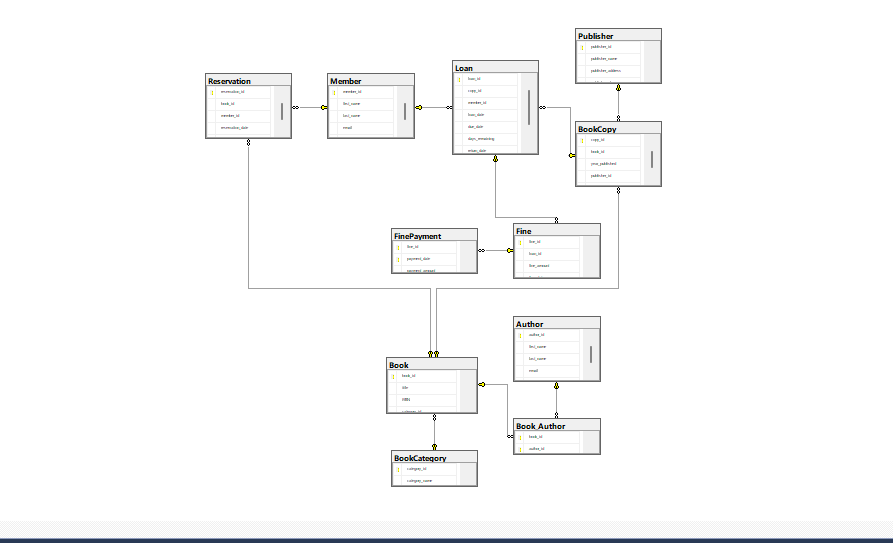 Reservation
reservation_id
book_id
member_id
reservation_date
Member
member_id
first_name
last_name
email
Loan
loan_id
copy_id
member_id
loan_date
due_date
days_remaining
return_date
Publisher
publisher_id
publisher_name
publisher_address
BookCopy
copy_id
book_id
year_published
publisher_id
FinePayment
fine_id
payment_date
payment_amount
Fine
fine_id
loan_id
fine_amount
Book
book_id
title
ISBN
category_id
Author
author_id
first_name
last_name
email
Book_Author
book_id
author_id
BookCategory
category_id
category_name